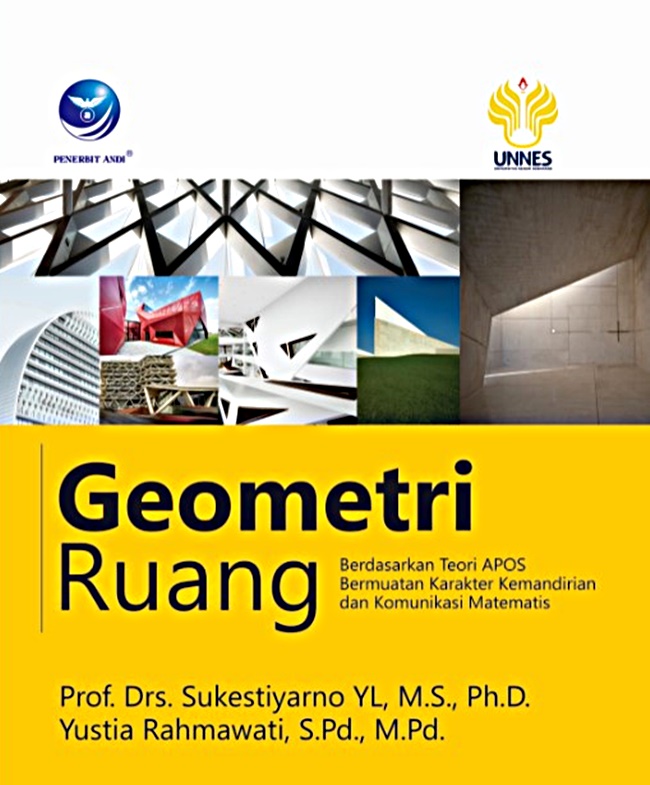 PENERBIT ANDI®
UNNES
Geometri
Ruang
Berdasarkan Teori APOS
Bermuatan Karakter Kemandirian
dan Komunikasi Matematis
Prof. Drs. Sukestiyarno YL, M.S., Ph.D.
Yustia Rahmawati, S.Pd., M.Pd.